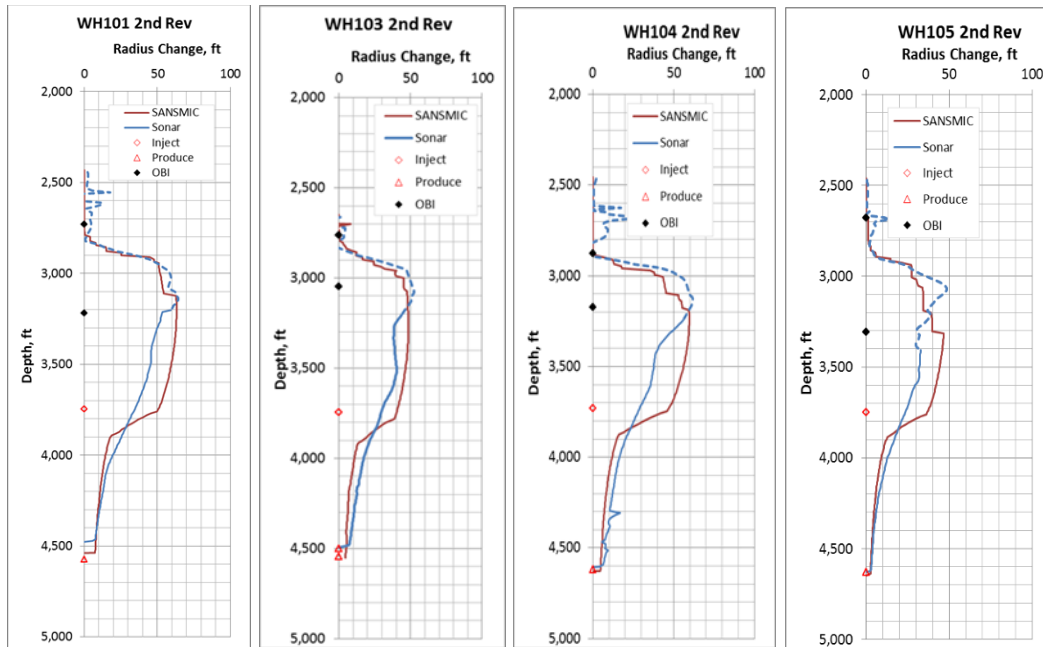 WH101 2nd Rev
Radius Change, ft
0 50 100
2,000
2,500
3,000
3,500
4,000
4,500
5,000
Depth, ft
SANSMIC
Sonar
Inject
Produce
OBI
WH103 2nd Rev
Radius Change, ft
0 50 100
2,000
2,500
3,000
3,500
4,000
4,500
5,000
Depth, ft
SANSMIC
Sonar
Inject
Produce
OBI
WH104 2nd Rev
Radius Change, ft
0 50 100
2,000
2,500
3,000
3,500
4,000
4,500
5,000
Depth, ft
SANSMIC
Sonar
Inject
Produce
OBI
WH105 2nd Rev
Radius Change, ft
0 50 100
2,000
2,500
3,000
3,500
4,000
4,500
5,000
Depth, ft
SANSMIC
Sonar
Inject
Produce
OBI